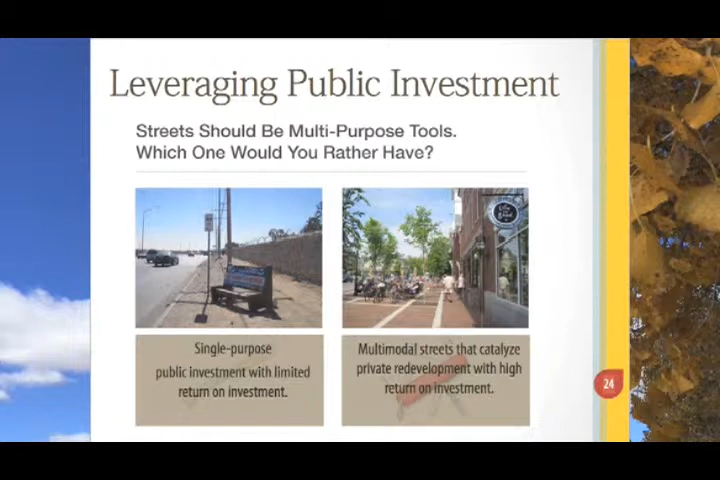 Leveraging Public Investment
Streets Should Be Multi-Purpose Tools.
Which One Would You Rather Have?
Single-purpose
public investment with limited
return on investment.
Multimodal streets that catalyze
private redevelopment with high
return on investment.
24